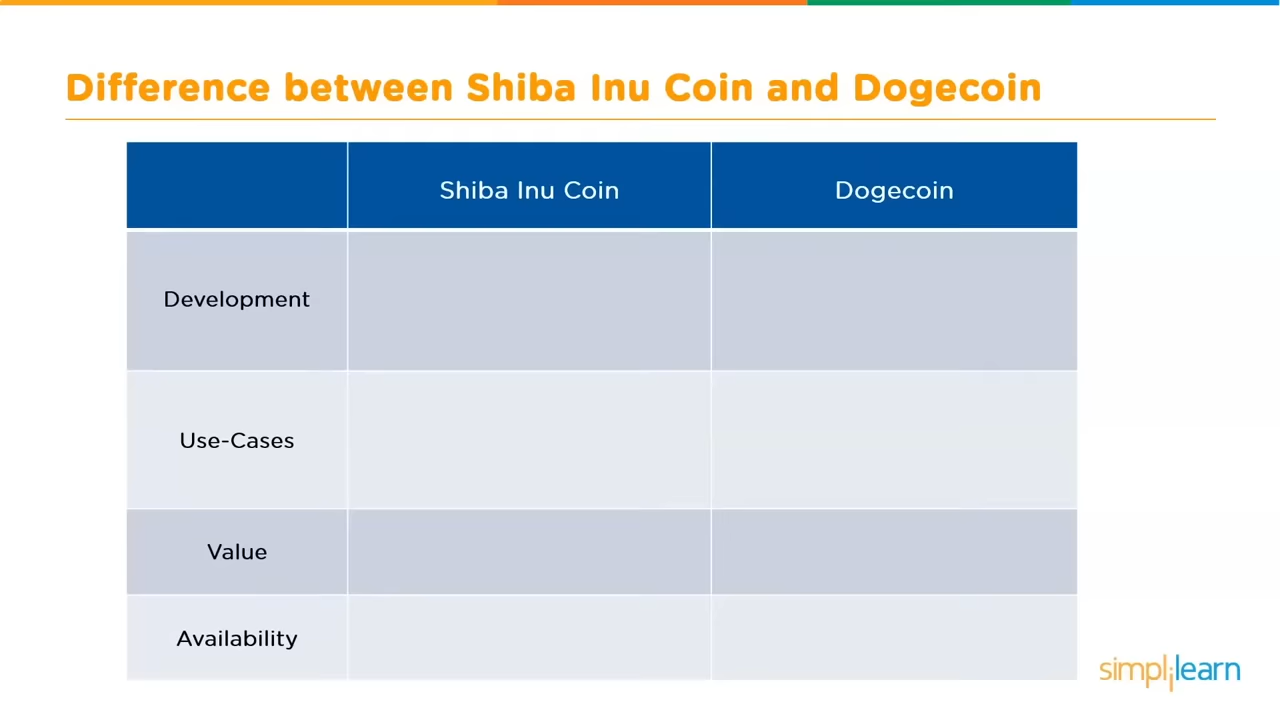 Difference between Shiba Inu Coin and Dogecoin
Shiba Inu Coin Dogecoin
Development
Use-Cases
Value
Availability
simplilearn